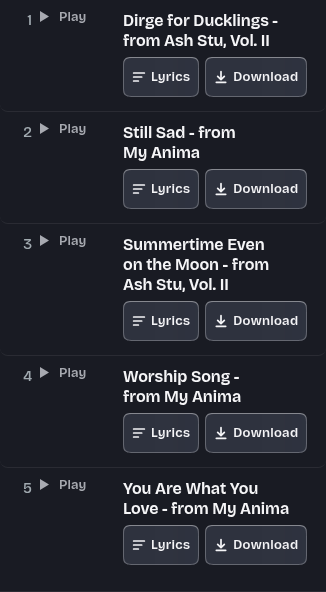 1 Play Dirge for Ducklings -
from Ash Stu, Vol. II
Lyrics Download
2 Play Still Sad - from
My Anima
Lyrics Download
3 Play Summertime Even
on the Moon - from
Ash Stu, Vol. II
Lyrics Download
4 Play Worship Song -
from My Anima
Lyrics Download
5 Play You Are What You
Love - from My Anima
Lyrics Download